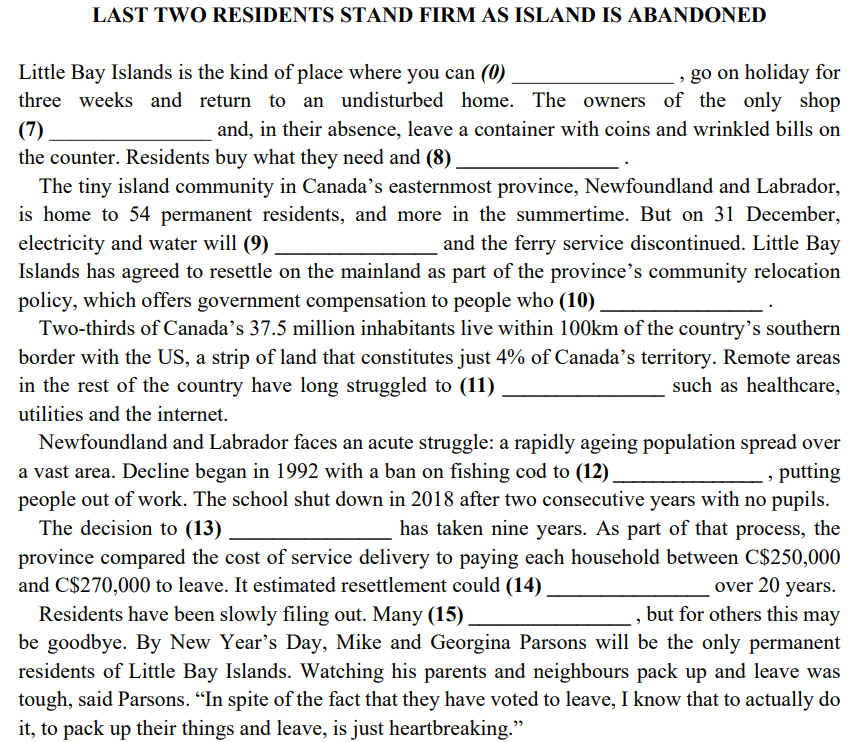 LAST TWO RESIDENTS STAND FIRM AS ISLAND IS ABANDONED
Little Bay Islands is the kind of place where you can (0) _______________ , go on holiday for
three weeks and return to an undisturbed home. The owners of the only shop
(7) _______________ and, in their absence, leave a container with coins and wrinkled bills on
the counter. Residents buy what they need and (8) _______________ .
The tiny island community in Canada’s easternmost province, Newfoundland and Labrador,
is home to 54 permanent residents, and more in the summertime. But on 31 December,
electricity and water will (9) _______________ and the ferry service discontinued. Little Bay
Islands has agreed to resettle on the mainland as part of the province’s community relocation
policy, which offers government compensation to people who (10) _______________ .
Two-thirds of Canada’s 37.5 million inhabitants live within 100km of the country’s southern
border with the US, a strip of land that constitutes just 4% of Canada’s territory. Remote areas
in the rest of the country have long struggled to (11) _______________ such as healthcare,
utilities and the internet.
Newfoundland and Labrador faces an acute struggle: a rapidly ageing population spread over
a vast area. Decline began in 1992 with a ban on fishing cod to (12) _______________ , putting
people out of work. The school shut down in 2018 after two consecutive years with no pupils.
The decision to (13) _______________ has taken nine years. As part of that process, the
province compared the cost of service delivery to paying each household between C$250,000
and C$270,000 to leave. It estimated resettlement could (14) _______________ over 20 years.
Residents have been slowly filing out. Many (15) _______________ , but for others this may
be goodbye. By New Year’s Day, Mike and Georgina Parsons will be the only permanent
residents of Little Bay Islands. Watching his parents and neighbours pack up and leave was
tough, said Parsons. “In spite of the fact that they have voted to leave, I know that to actually do
it, to pack up their things and leave, is just heartbreaking.”